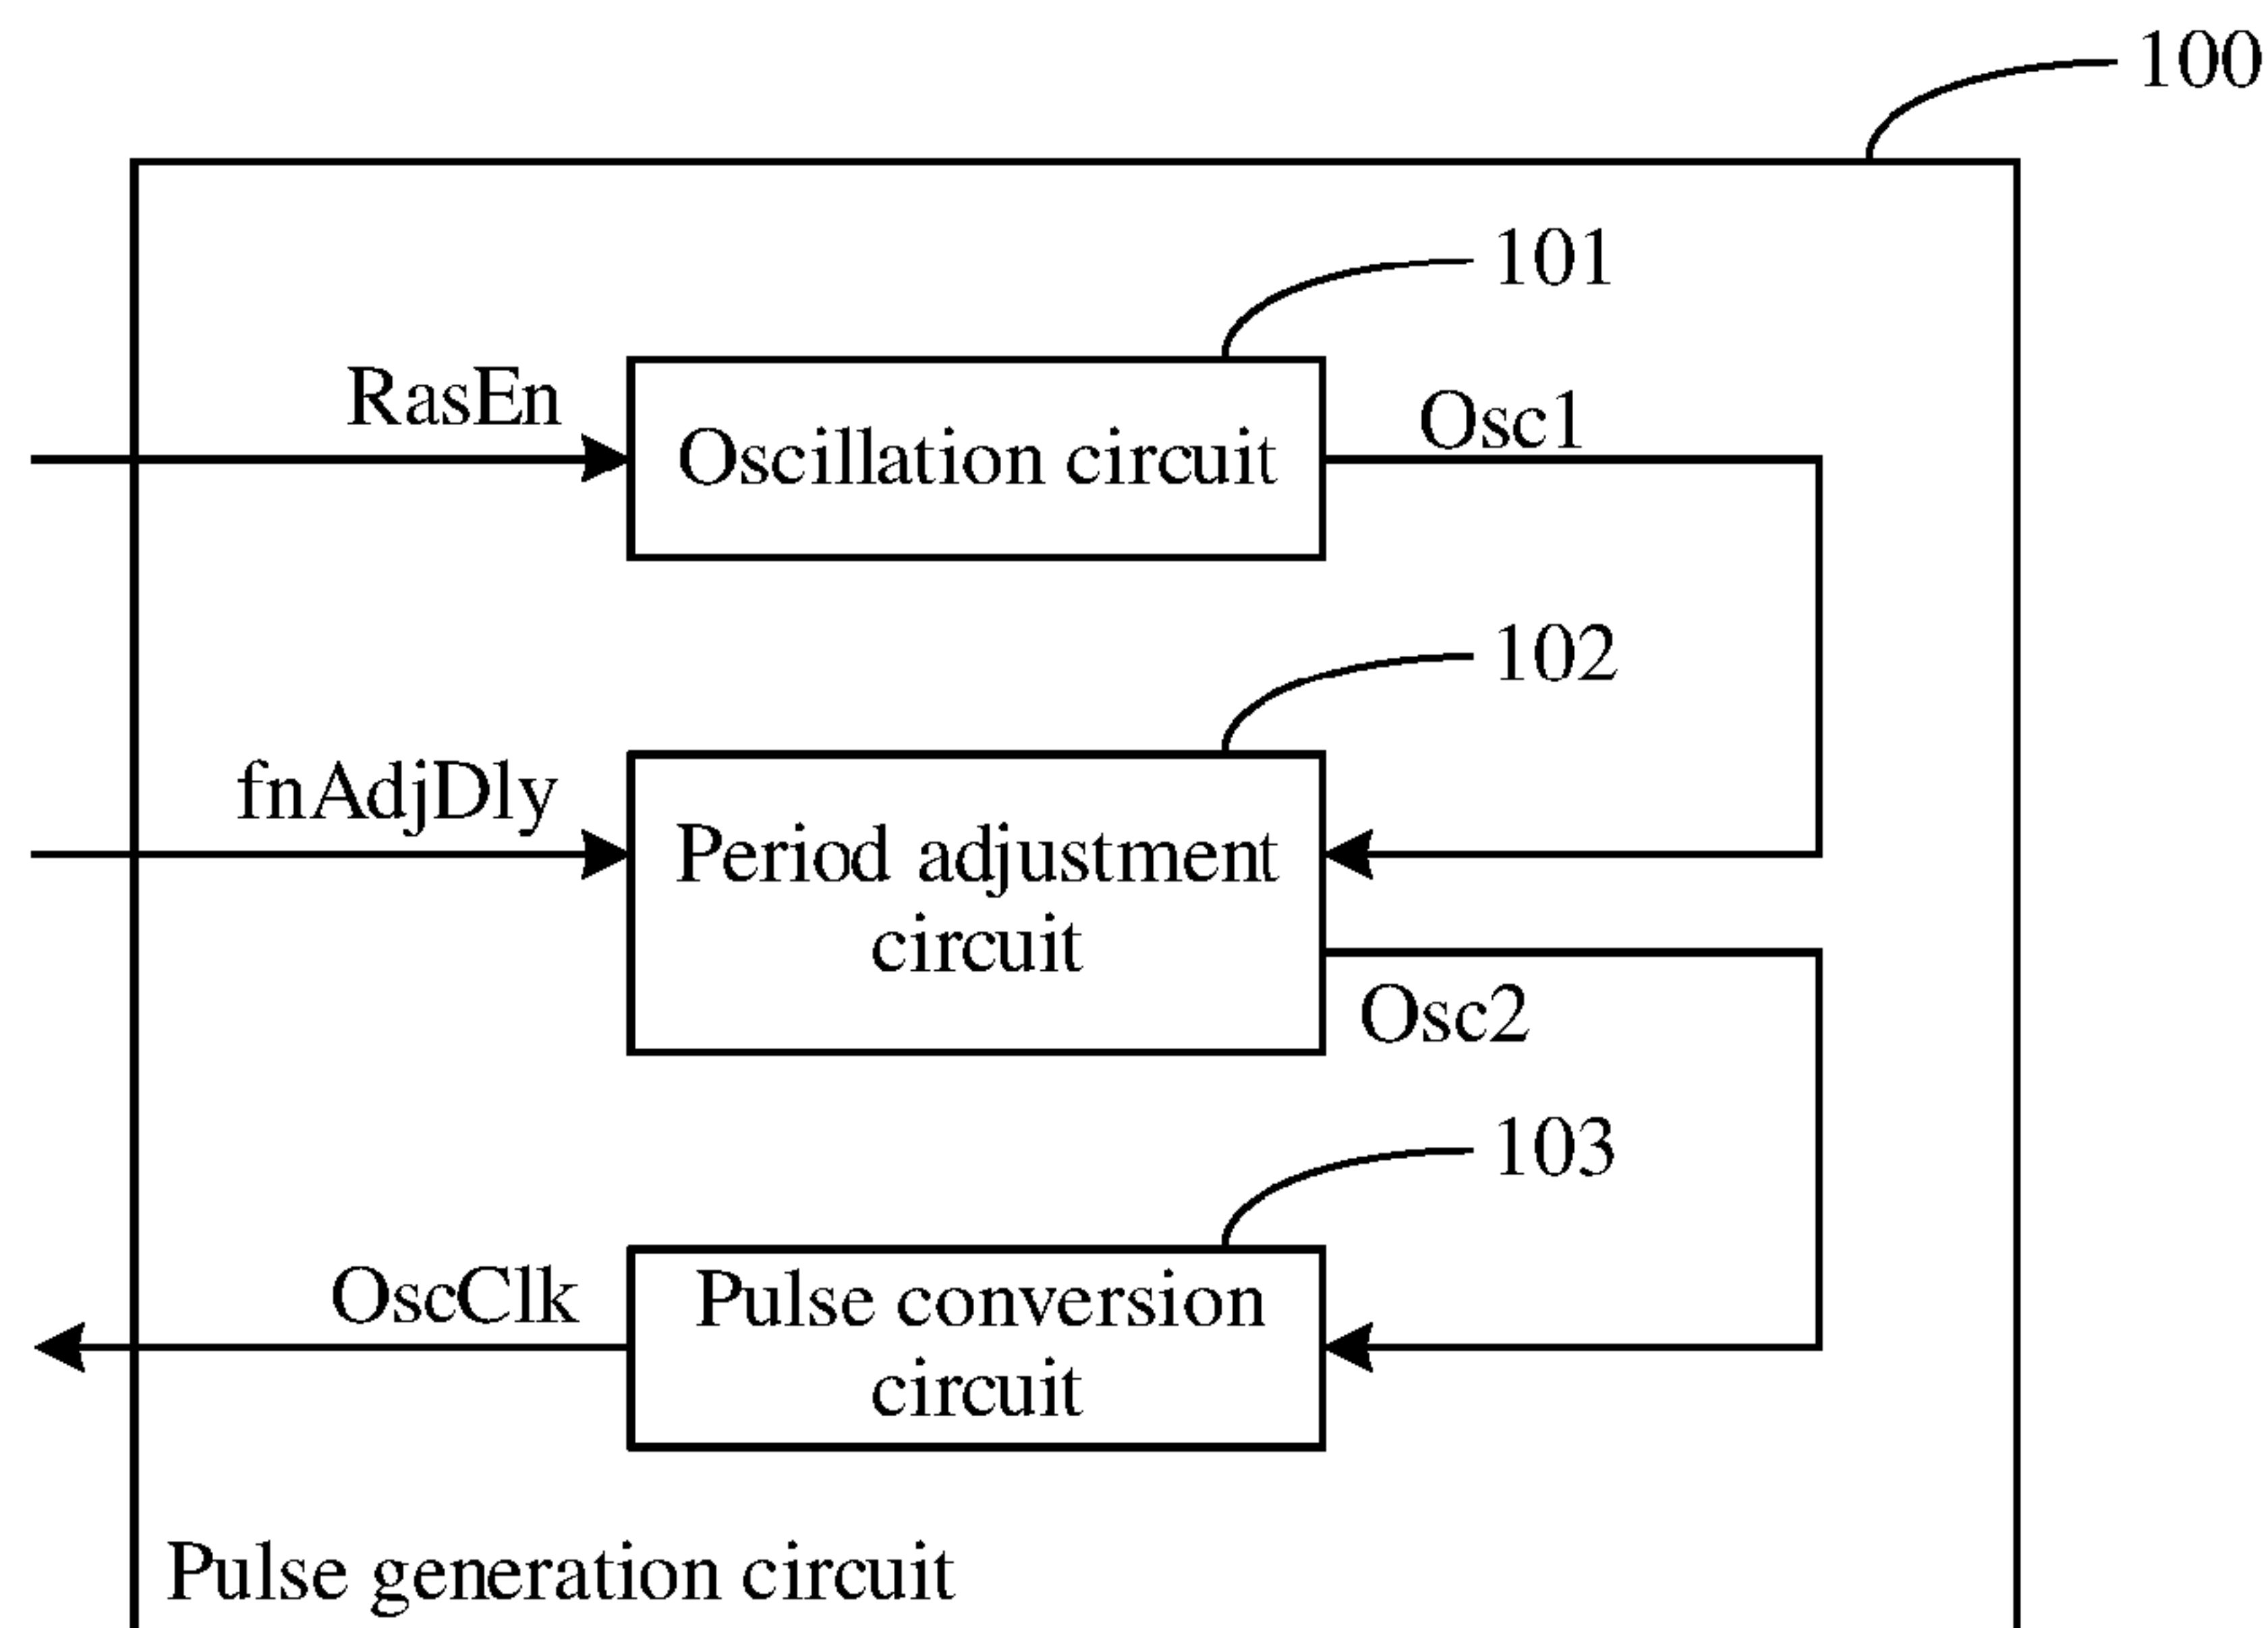 100
101
RasEn
Osc1
Oscillation circuit
102
fnAdjDly
Period adjustment
circuit
Osc2
103
OscClk
Pulse conversion
circuit
Pulse generation circuit